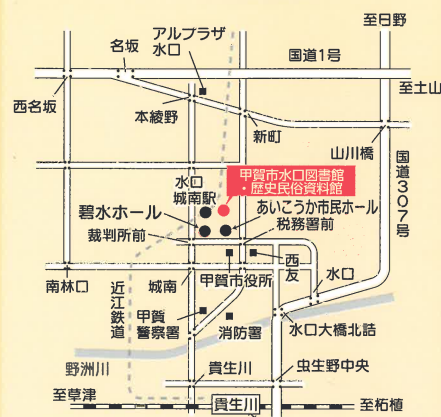 至日野
アルプラザ
水口
名坂
国道1号
至土山
西名坂
本綾野
新町
山川橋
国道307号
水口
城南駅
甲賀市水口図書館
・歴史民俗資料館
碧水ホール
あいこうか市民ホール
裁判所前
税務署前
甲賀市役所
西友
水口
南林口
近江鉄道
城南
甲賀
警察署
消防署
水口大橋北詰
野洲川
貴生川
虫生野中央
至草津
貴生川
至柘植